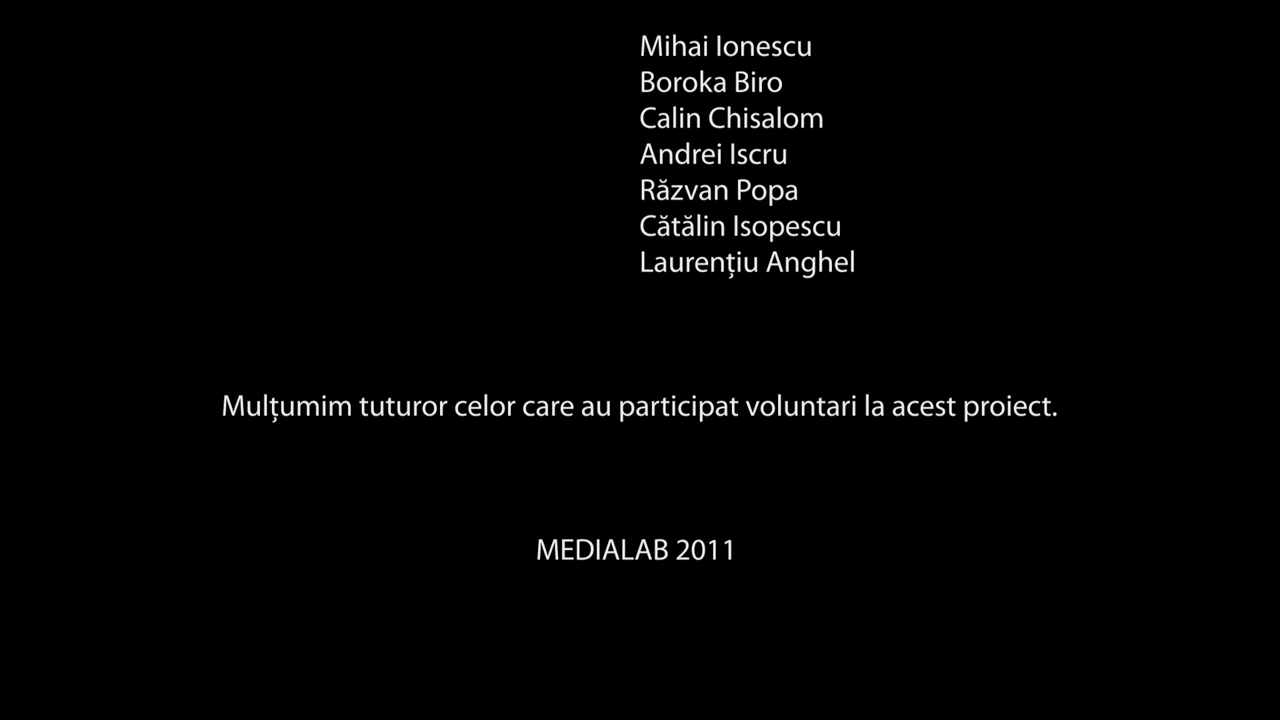 Mihai Ionescu
Boroka Biro
Calin Chisalom
Andrei Iscru
Răzvan Popa
Cătălin Isopescu
Laurențiu Anghel
Mulțumim tuturor celor care au participat voluntari la acest proiect.
MEDIALAB 2011